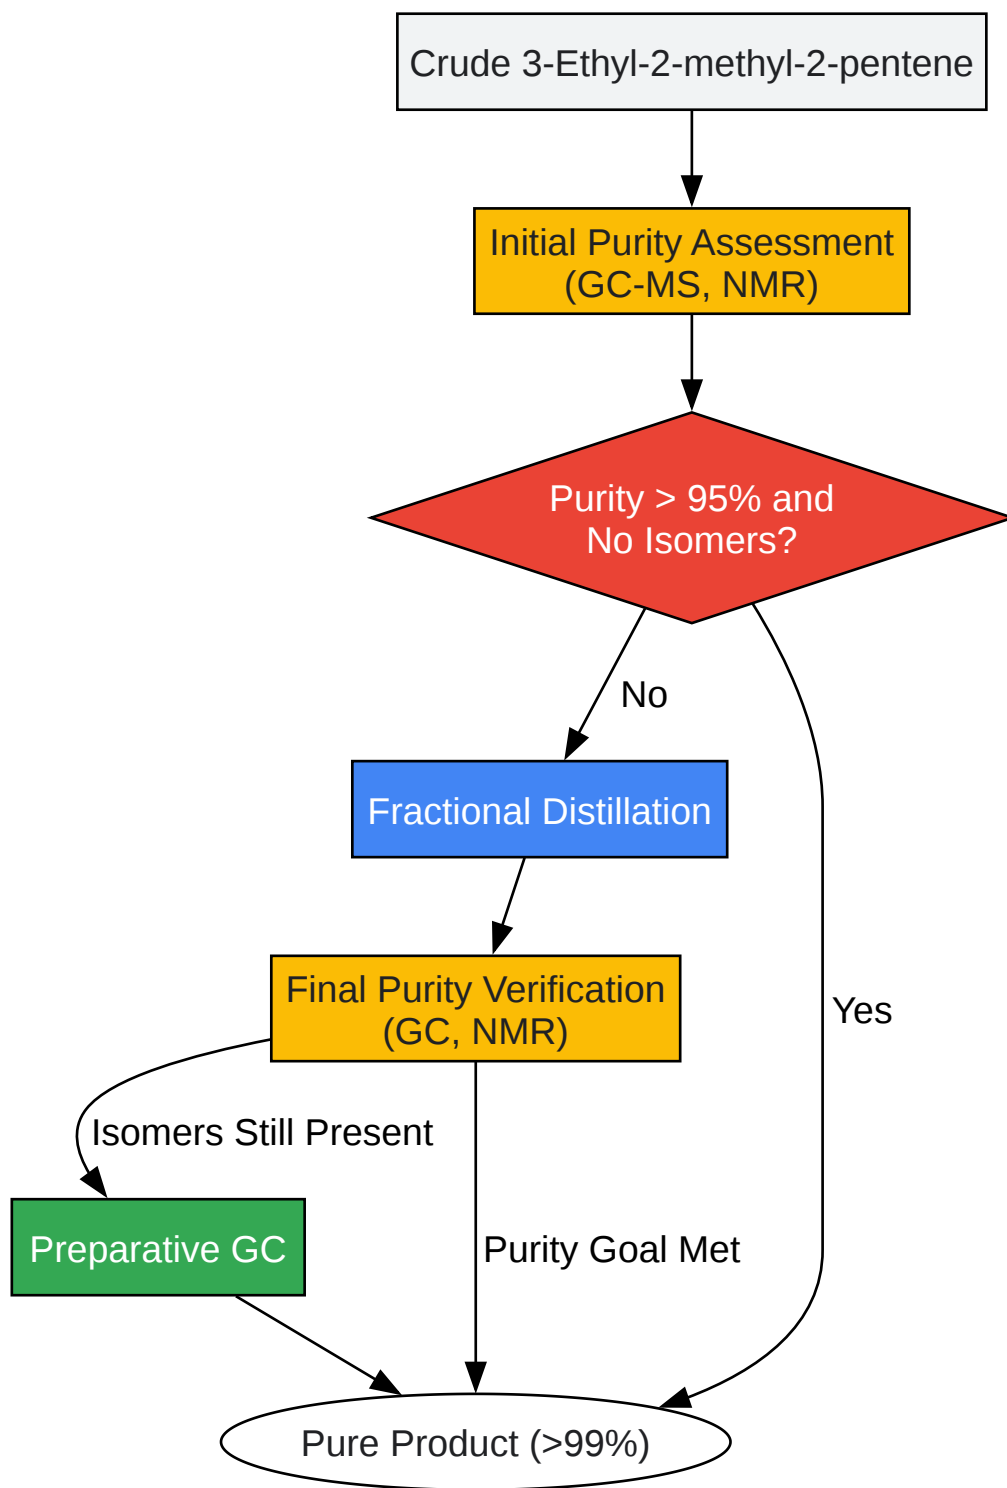 Crude 3-Ethyl-2-methyl-2-pentene
Initial Purity Assessment
(GC-MS, NMR)
Purity > 95% and
No Isomers?
No
Fractional Distillation
Final Purity Verification
(GC, NMR)
Yes
Isomers Still Present
Preparative GC
Purity Goal Met
Pure Product (>99%)